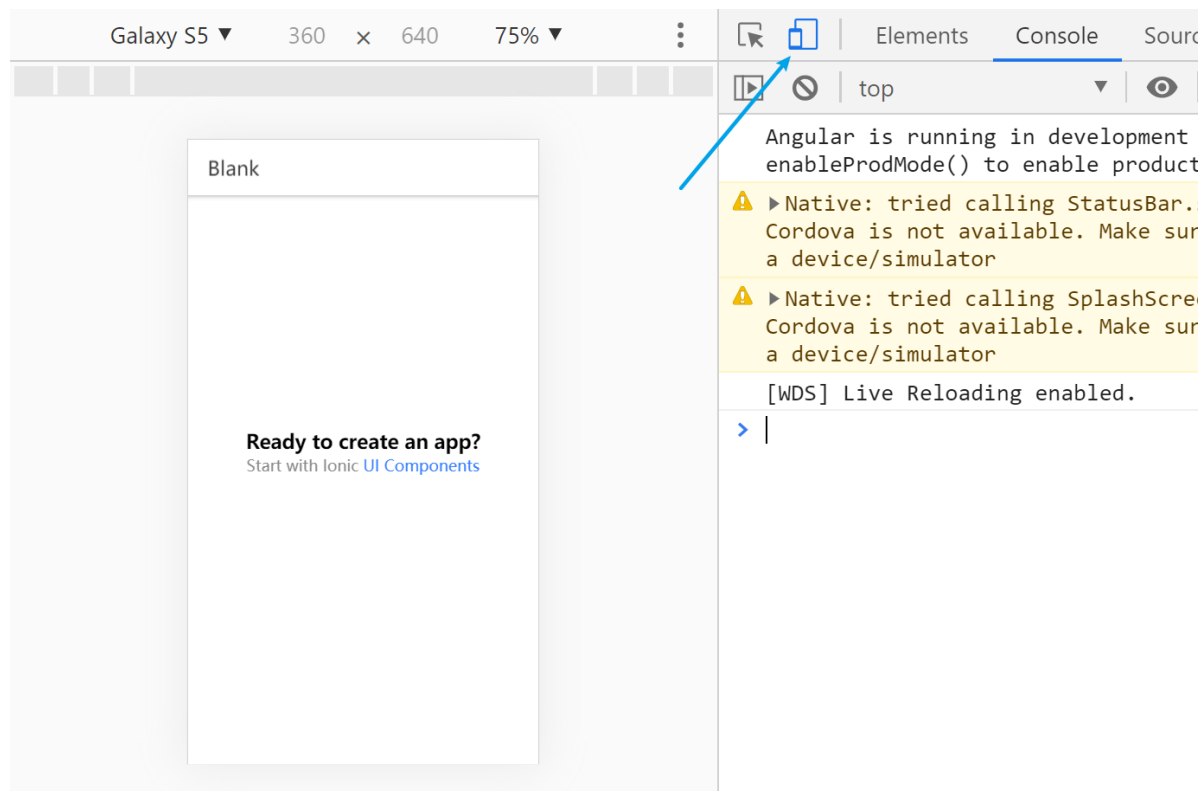 Galaxy S5 ▼ 360 × 640 75% ▼
Elements Console
top ▼
Blank
Ready to create an app?
Start with Ionic UI Components
Angular is running in development
enableProdMode() to enable product
Native: tried calling StatusBar.
Cordova is not available. Make sur
a device/simulator
Native: tried calling SplashScre
Cordova is not available. Make sur
a device/simulator
[WDS] Live Reloading enabled.
>